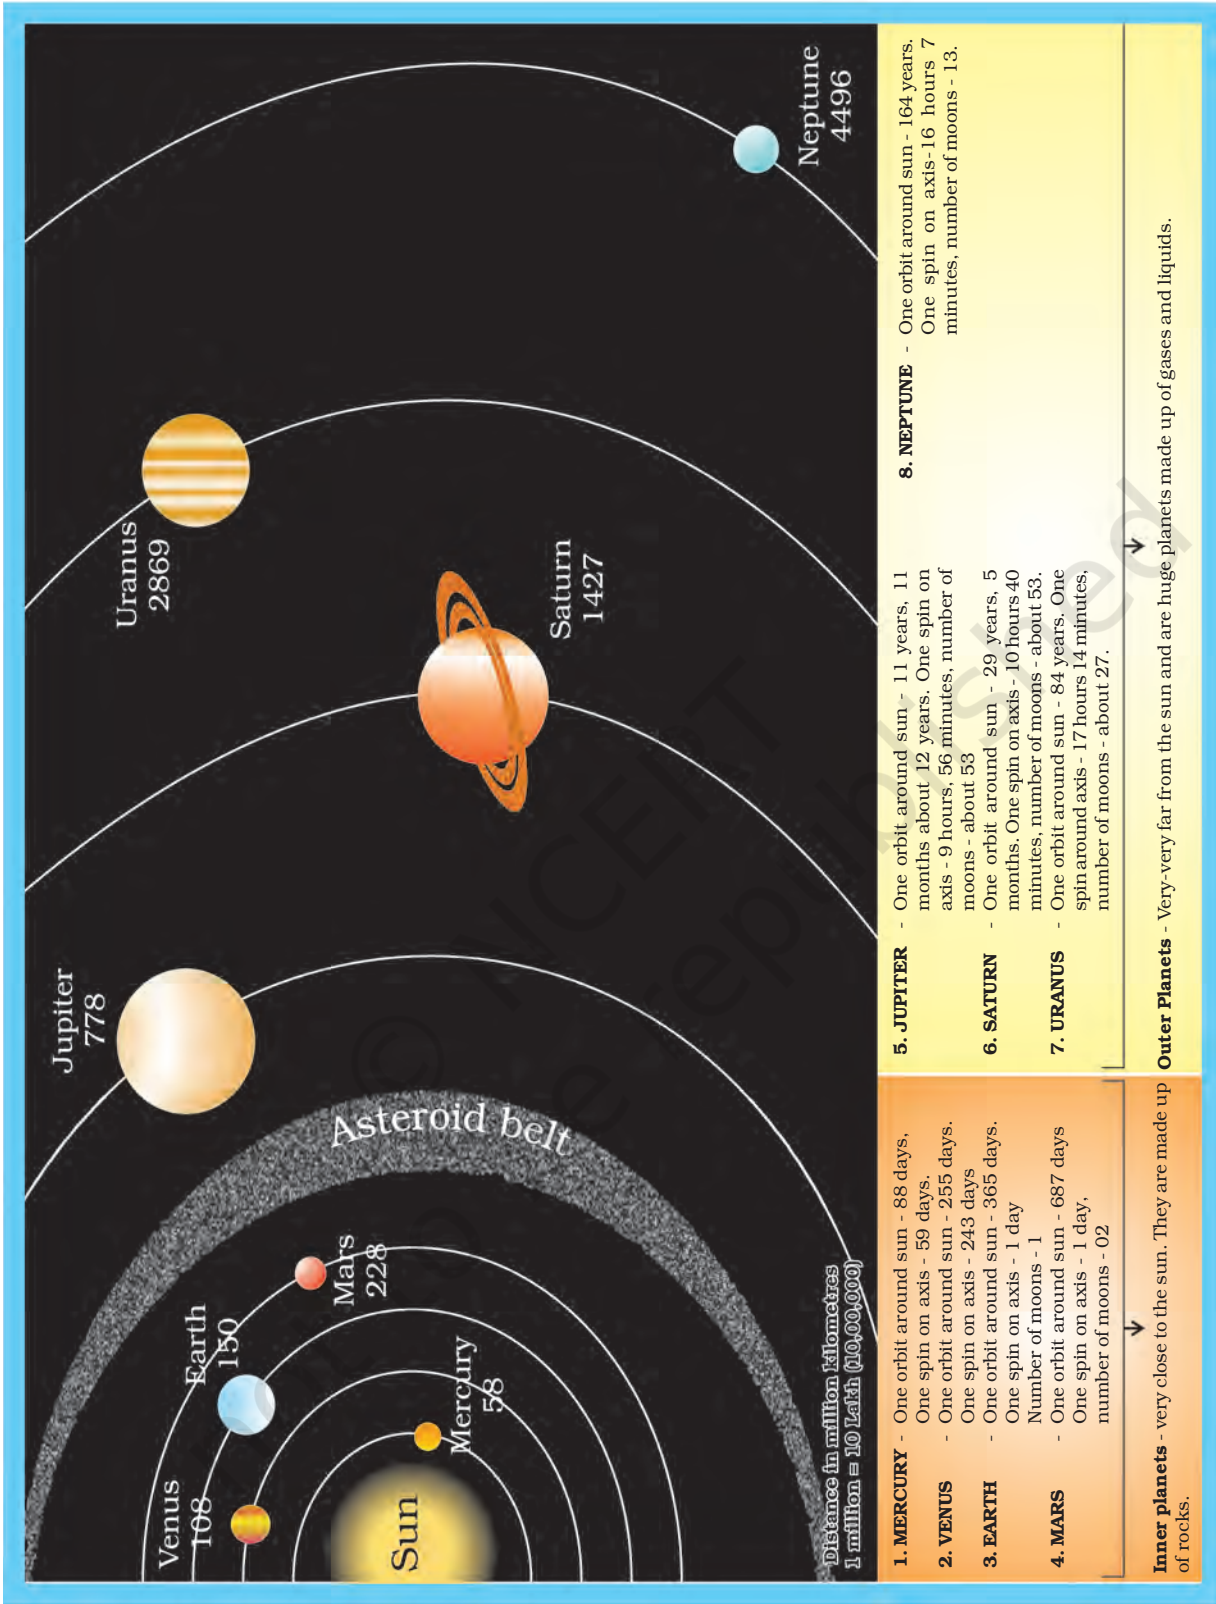 Sun
Mercury
58
Venus
108
Earth
150
Mars
228
Asteroid belt
Jupiter
778
Saturn
1427
Uranus
2869
Neptune
4496
Distance in million kilometres
1 million = 10 Lakh (10,00,000)
1. MERCURY - One orbit around sun - 88 days,
One spin on axis - 59 days.
2. VENUS - One orbit around sun - 255 days.
One spin on axis - 243 days
3. EARTH - One orbit around sun - 365 days.
One spin on axis - 1 day
Number of moons - 1
4. MARS - One orbit around sun - 687 days
One spin on axis - 1 day,
number of moons - 02
Inner planets - very close to the sun. They are made up
of rocks.
5. JUPITER - One orbit around sun - 11 years, 11
months about 12 years. One spin on
axis - 9 hours, 56 minutes, number of
moons - about 53
6. SATURN - One orbit around sun - 29 years, 5
months. One spin on axis - 10 hours 40
minutes, number of moons - about 53.
7. URANUS - One orbit around sun - 84 years. One
spin around axis - 17 hours 14 minutes,
number of moons - about 27.
8. NEPTUNE - One orbit around sun - 164 years.
One spin on axis-16 hours 7
minutes, number of moons - 13.
Outer Planets - Very-very far from the sun and are huge planets made up of gases and liquids.
© NCERT
not to be republished